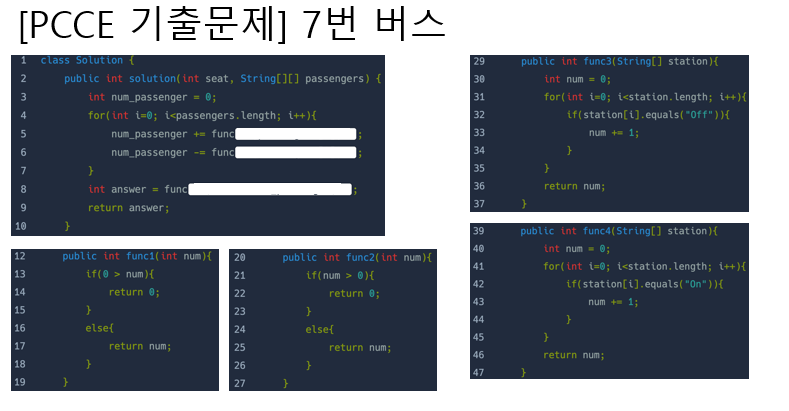 [PCCE 기출문제] 7번 버스
1 class Solution {
2 public int solution(int seat, String[][] passengers) {
3 int num_passenger = 0;
4 for(int i=0; i<passengers.length; i++){
5 num_passenger += func ;
6 num_passenger -= func ;
7 }
8 int answer = func ;
9 return answer;
10 }
12 public int func1(int num){
13 if(0 > num){
14 return 0;
15 }
16 else{
17 return num;
18 }
19 }
20 public int func2(int num){
21 if(num > 0){
22 return 0;
23 }
24 else{
25 return num;
26 }
27 }
29 public int func3(String[] station){
30 int num = 0;
31 for(int i=0; i<station.length; i++){
32 if(station[i].equals("Off")){
33 num += 1;
34 }
35 }
36 return num;
37 }
39 public int func4(String[] station){
40 int num = 0;
41 for(int i=0; i<station.length; i++){
42 if(station[i].equals("On")){
43 num += 1;
44 }
45 }
46 return num;
47 }